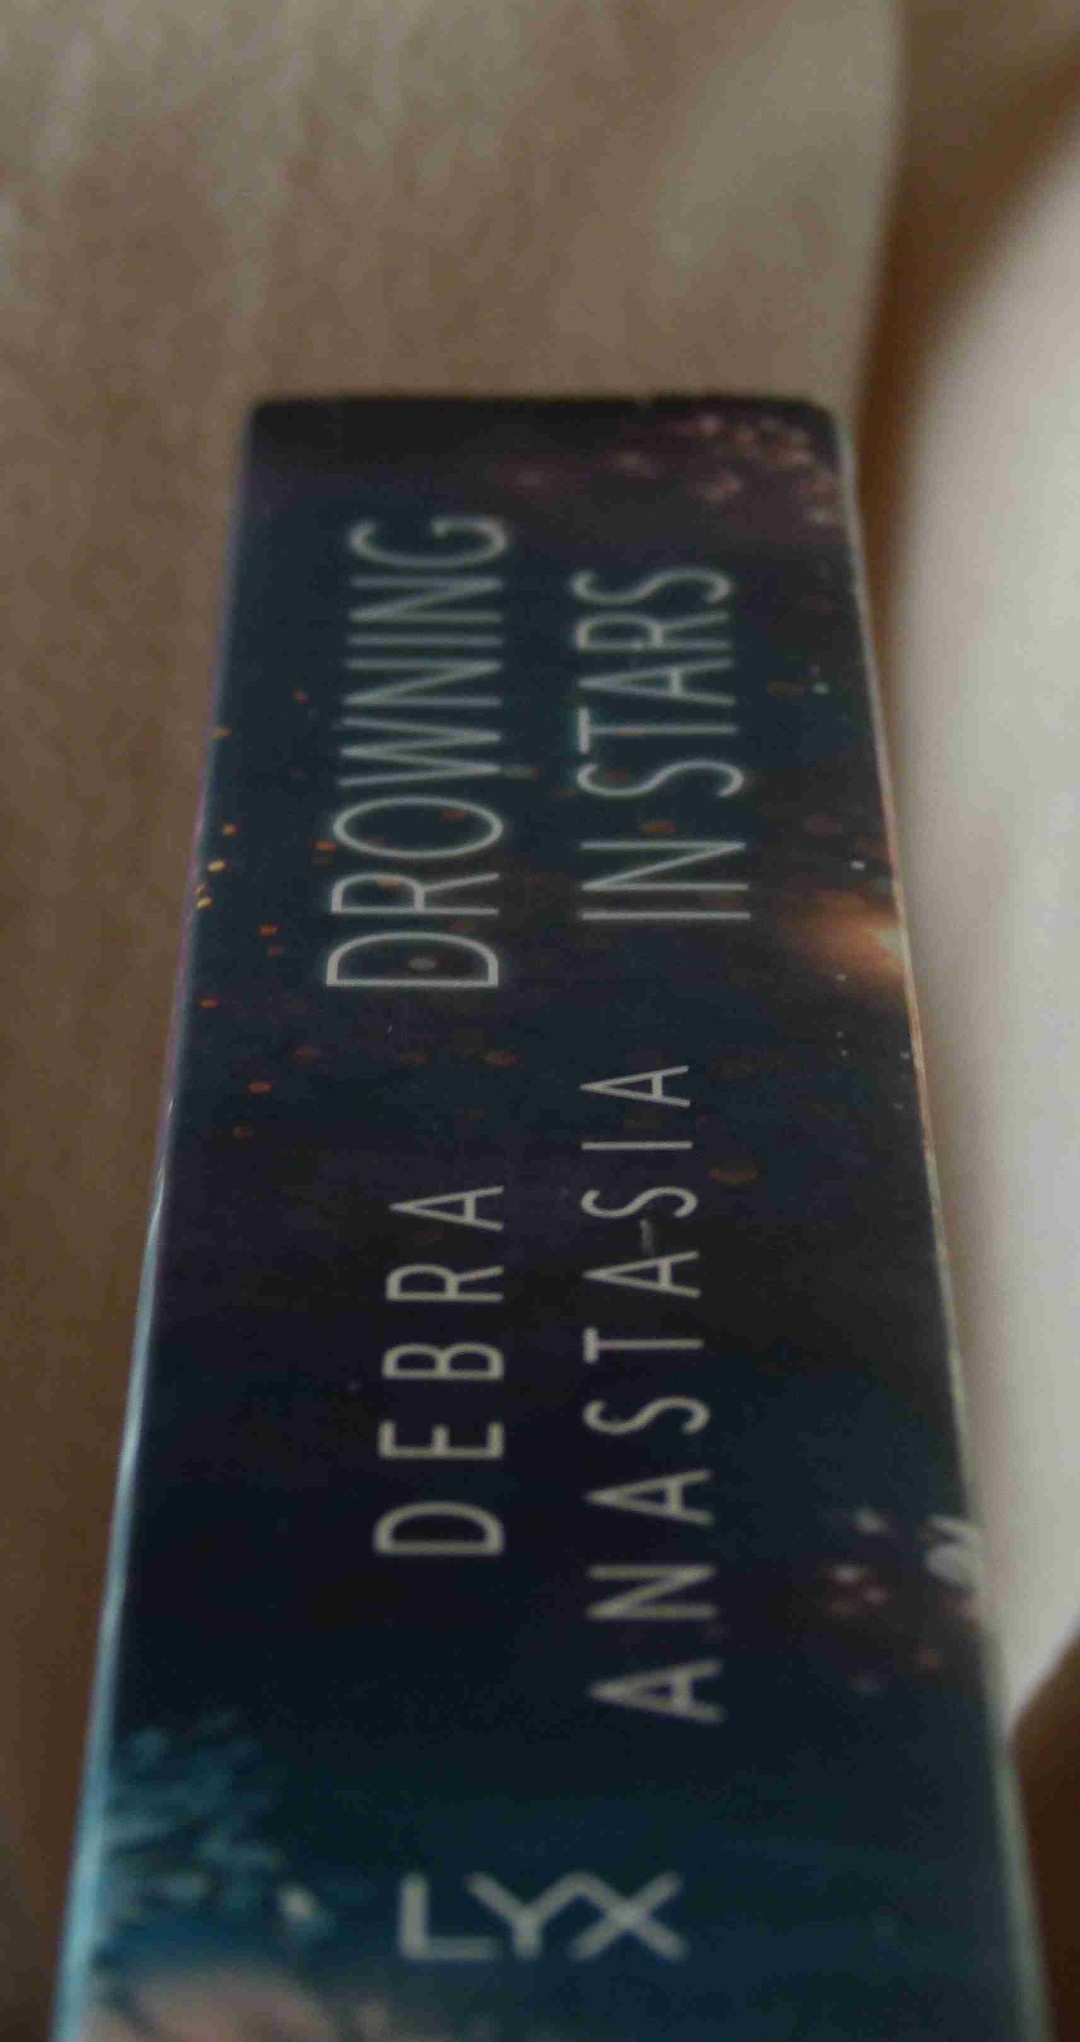 DROWNING
IN STARS
DEBRA
ANASTASIA
LYX